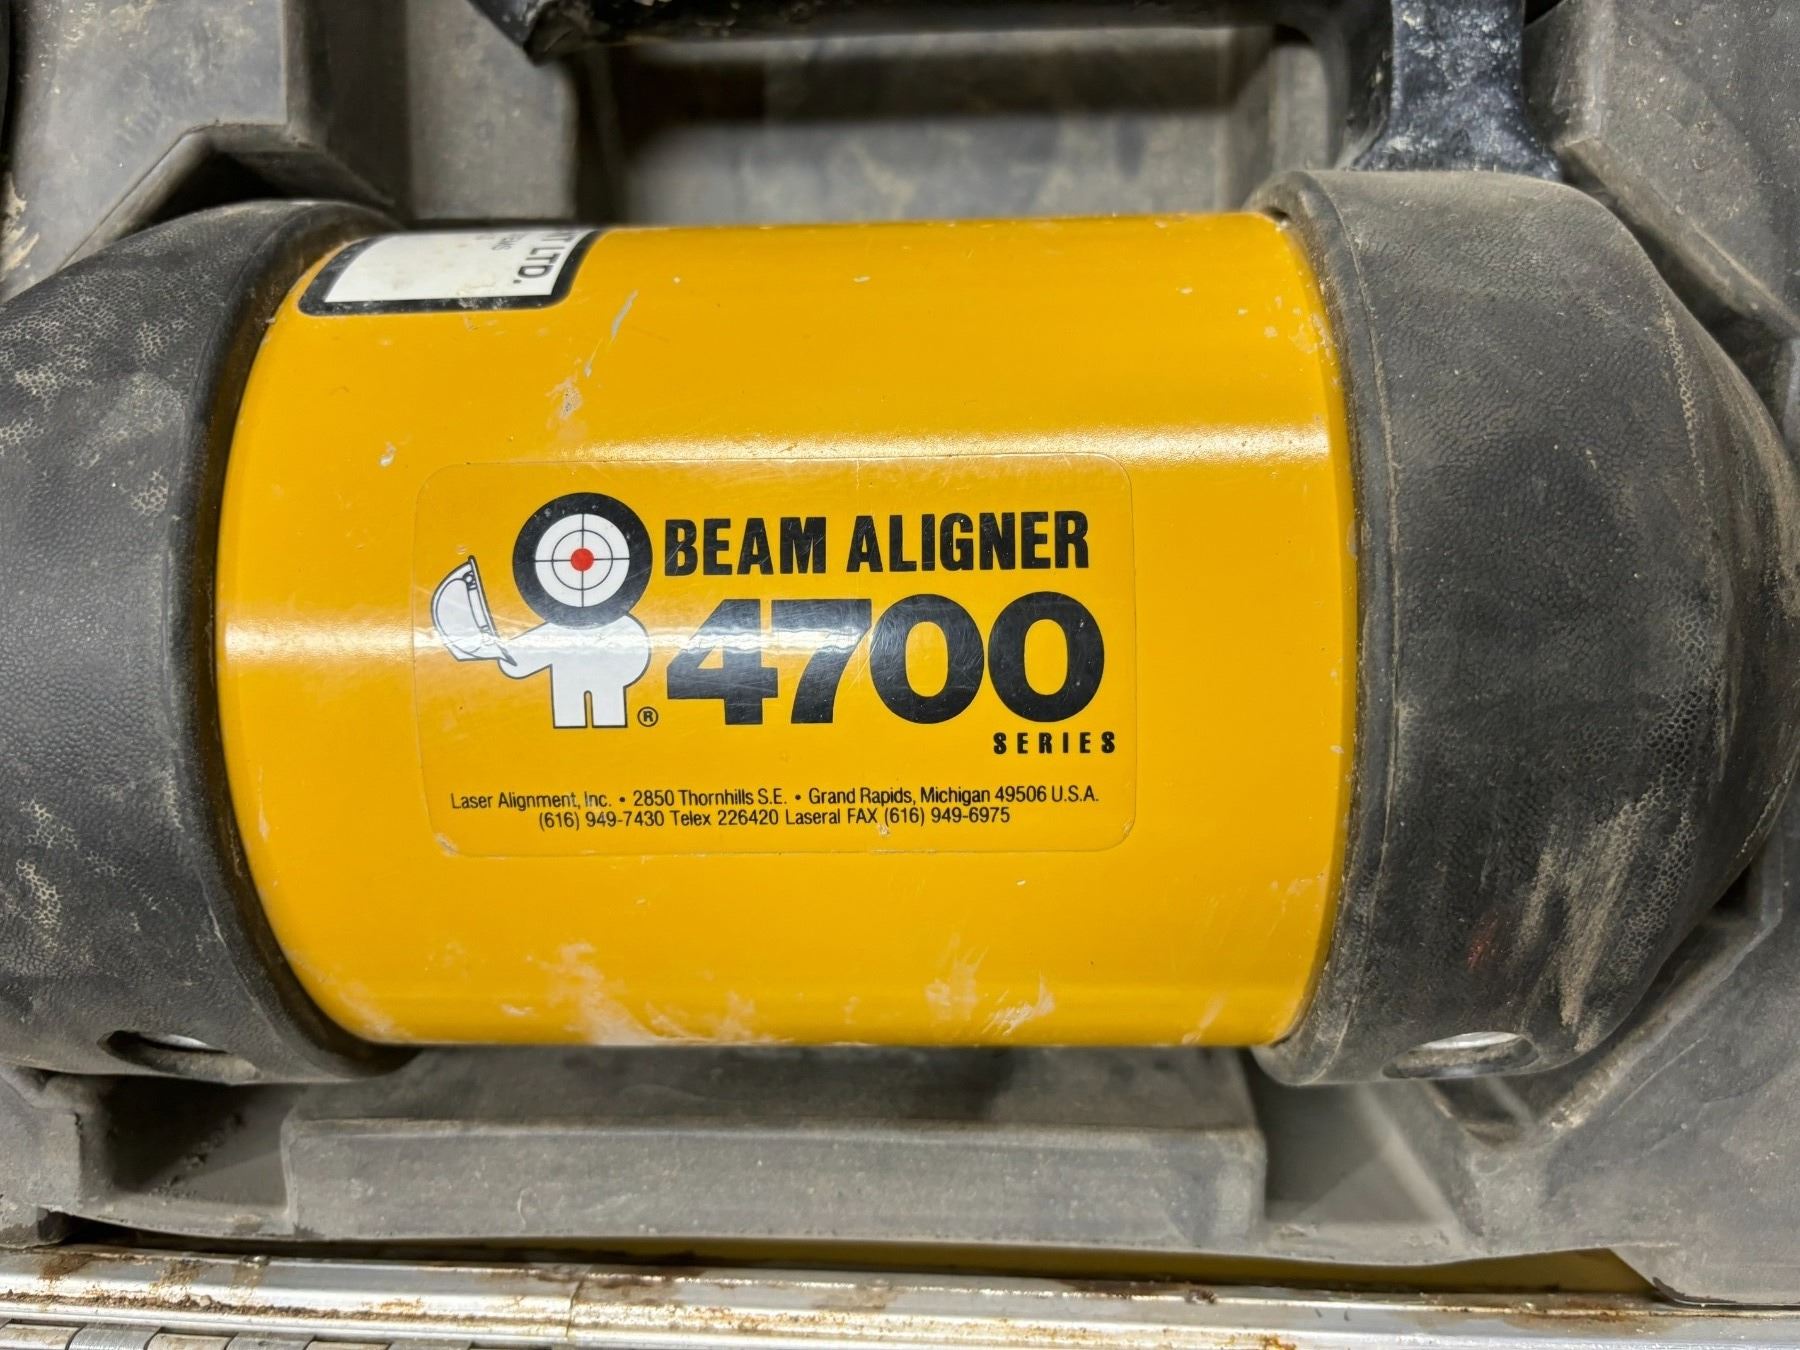 LTD.
BEAM ALIGNER
4700
®
SERIES
Laser Alignment, Inc. • 2850 Thornhills S.E. • Grand Rapids, Michigan 49506 U.S.A.
(616) 949-7430 Telex 226420 Laseral FAX (616) 949-6975